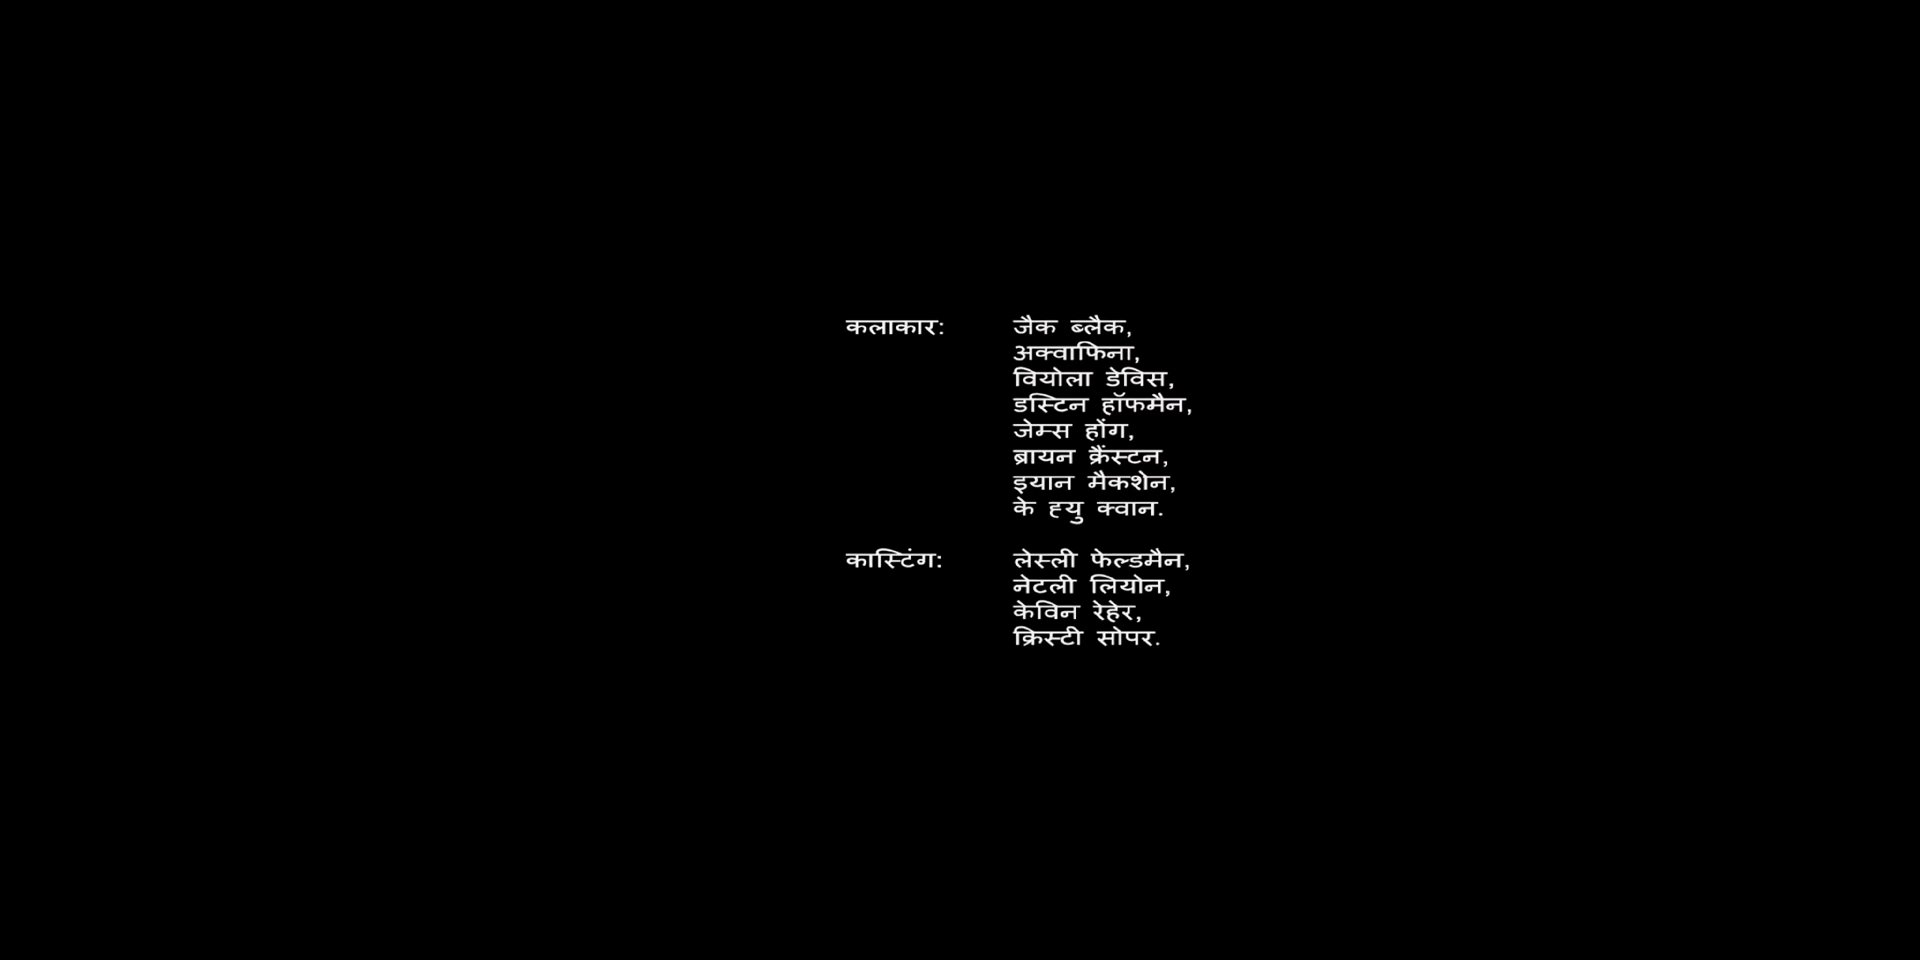 कलाकार: जैक ब्लैक,
अक्वाफिना,
वियोला डेविस,
डस्टिन हॉफमैन,
जेम्स होंग,
ब्रायन क्रैंस्टन,
इयान मैकशेन,
के ह्यु क्वान.
कास्टिंग: लेस्ली फेल्डमैन,
नेटली लियोन,
केविन रेहेर,
क्रिस्टी सोपर.